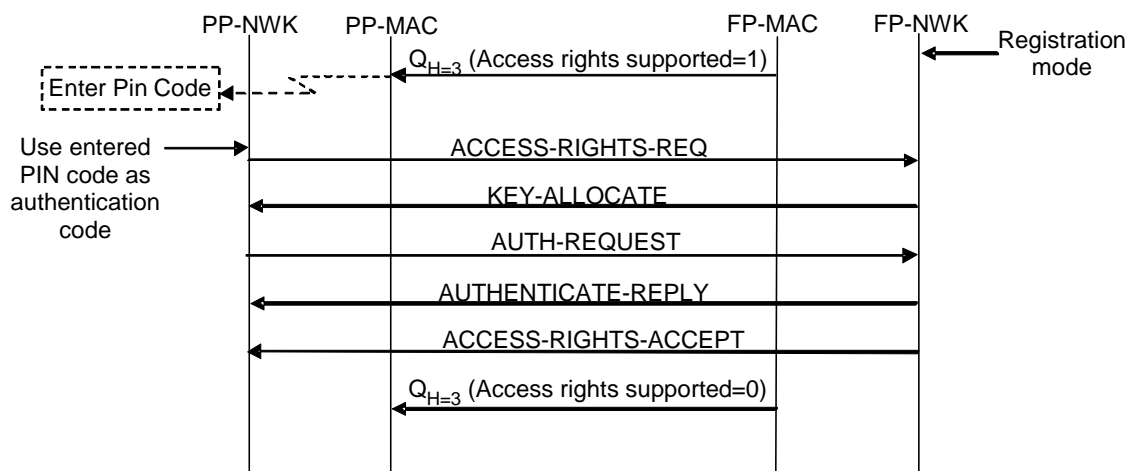 PP-NWK PP-MAC FP-MAC FP-NWK
Registration
mode
Q_H=3 (Access rights supported=1)
Enter Pin Code
Use entered
PIN code as
authentication
code
ACCESS-RIGHTS-REQ
KEY-ALLOCATE
AUTH-REQUEST
AUTHENTICATE-REPLY
ACCESS-RIGHTS-ACCEPT
Q_H=3 (Access rights supported=0)